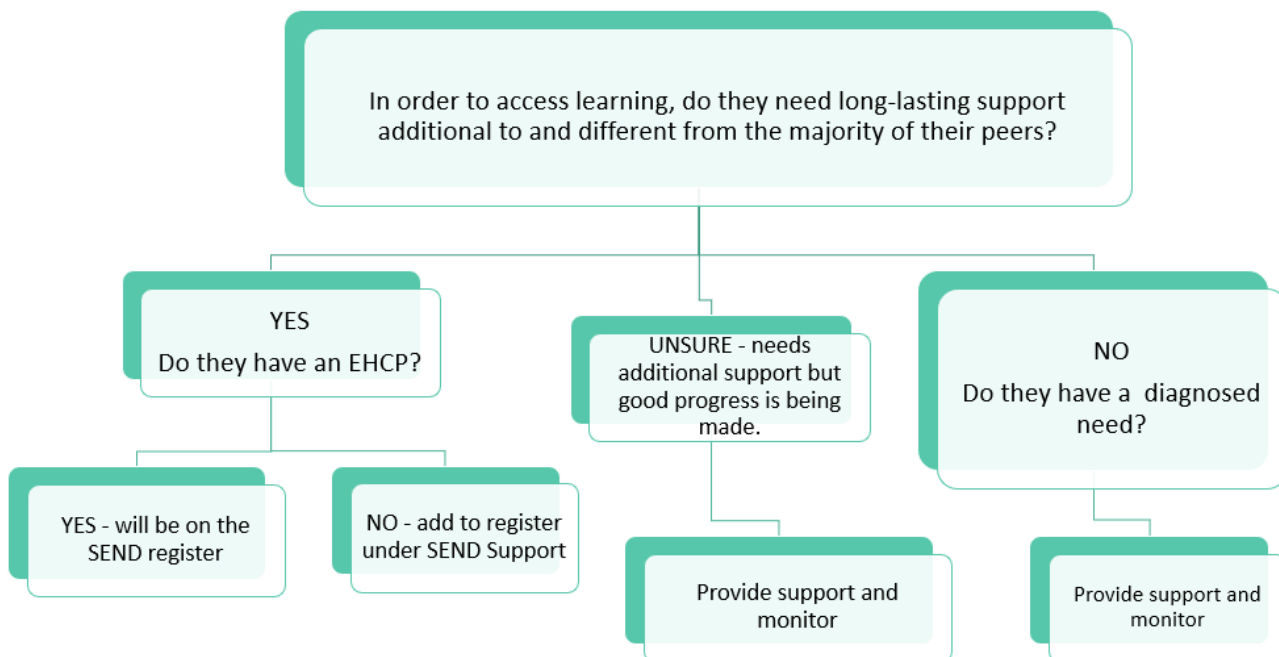 In order to access learning, do they need long-lasting support
additional to and different from the majority of their peers?
YES
Do they have an EHCP?
UNSURE - needs
additional support but
good progress is being
made.
NO
Do they have a diagnosed
need?
YES - will be on the
SEND register
NO - add to register
under SEND Support
Provide support and
monitor
Provide support and
monitor